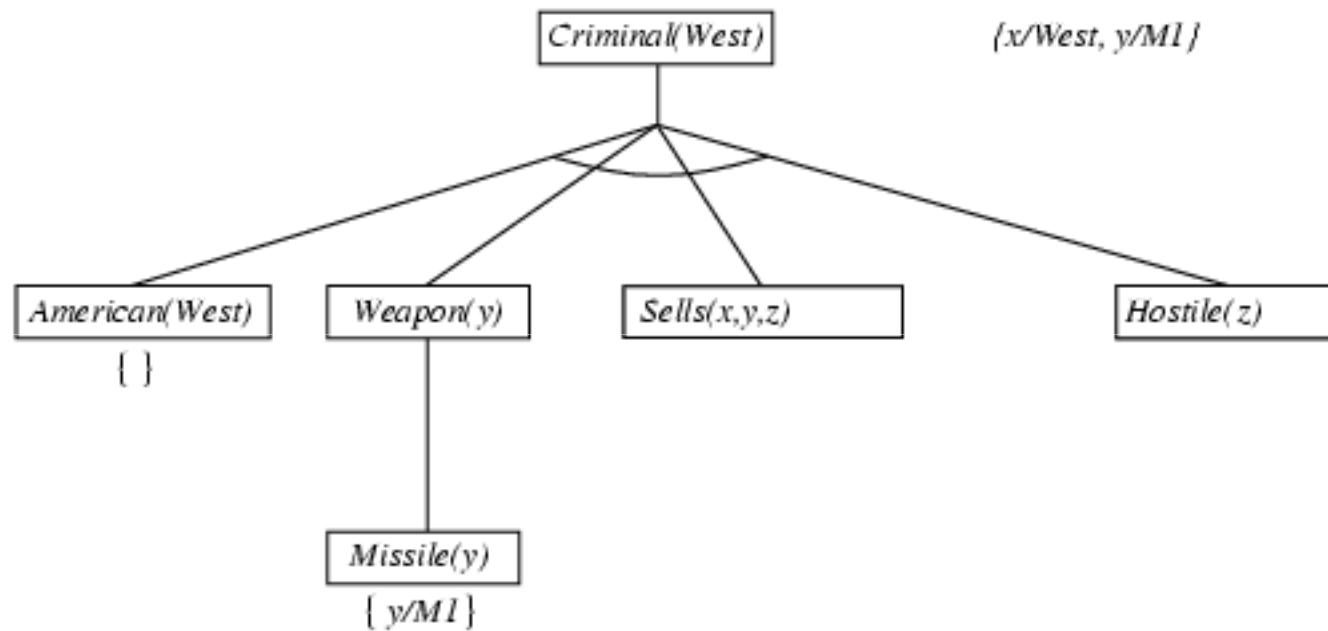 Criminal(West)
{x/West, y/M1}
American(West)
Weapon(y)
Sells(x,y,z)
Hostile(z)
{ }
Missile(y)
{ y/M1 }